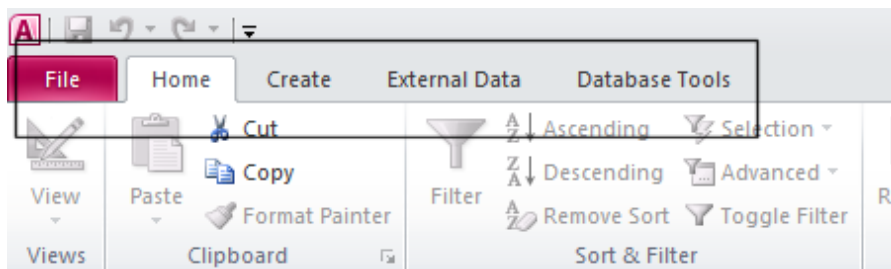 A
File Home Create External Data Database Tools
Cut A Z Ascending Selection
Copy Z A Descending Advanced
View Paste Format Painter Filter A Z Remove Sort Toggle Filter R
Views Clipboard Sort & Filter